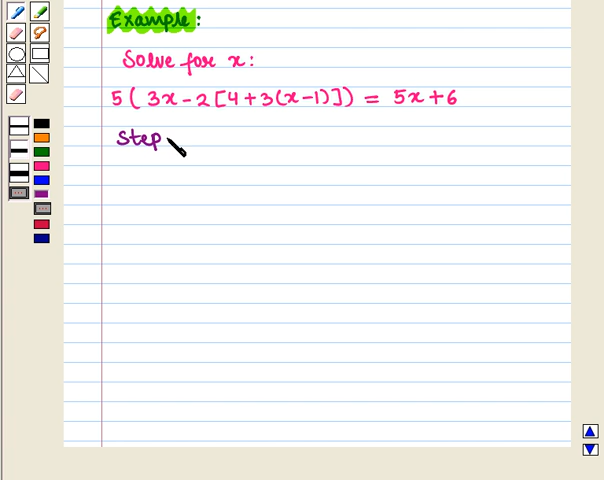 Example:
Solve for x:
5 ( 3x - 2 [ 4 + 3 (x - 1) ] ) = 5x + 6
Step